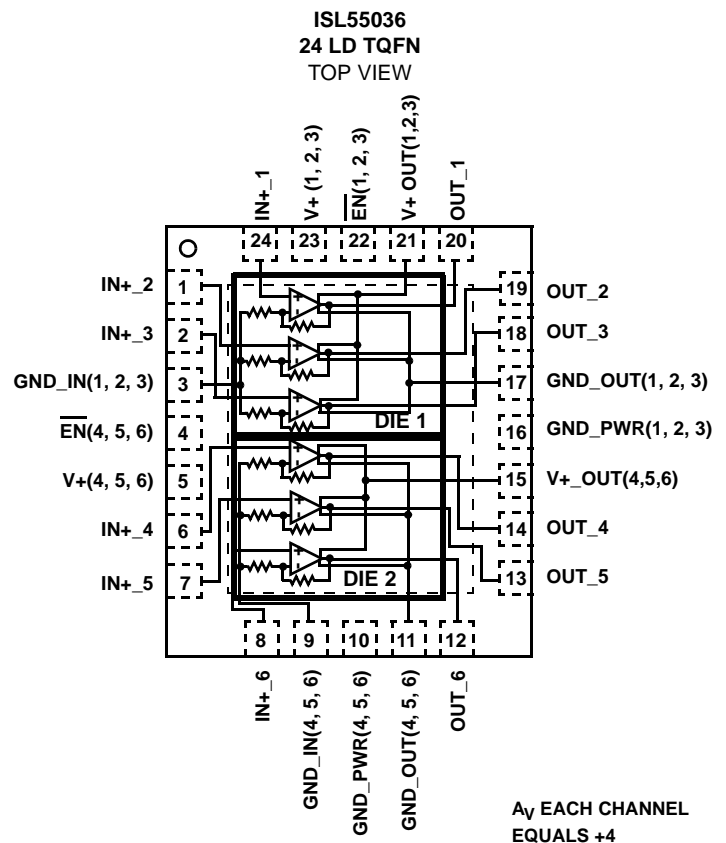 ISL55036
24 LD TQFN
TOP VIEW
IN+_1
V+ (1, 2, 3)
EN(1, 2, 3)
V+ OUT(1,2,3)
OUT_1
24
23
22
21
20
IN+_2
1
IN+_3
2
GND_IN(1, 2, 3)
3
EN(4, 5, 6)
4
V+(4, 5, 6)
5
IN+_4
6
IN+_5
7
DIE 1
DIE 2
19
OUT_2
18
OUT_3
17
GND_OUT(1, 2, 3)
16
GND_PWR(1, 2, 3)
15
V+_OUT(4,5,6)
14
OUT_4
13
OUT_5
8
9
10
11
12
IN+_6
GND_IN(4, 5, 6)
GND_PWR(4, 5, 6)
GND_OUT(4, 5, 6)
OUT_6
AV EACH CHANNEL
EQUALS +4